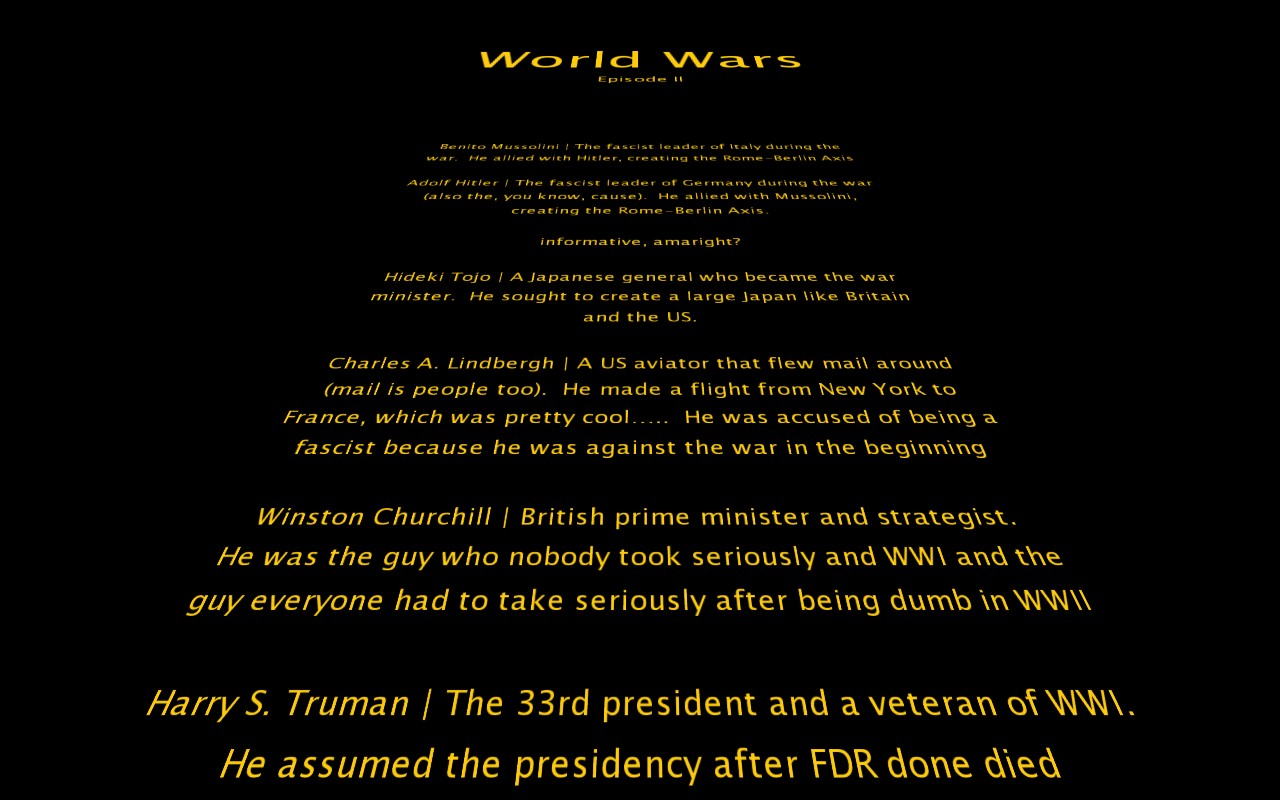 World Wars
Episode II
Benito Mussolini | The fascist leader of Italy during the
war. He allied with Hitler, creating the Rome-Berlin Axis
Adolf Hitler | The fascist leader of Germany during the war
(also the, you know, cause). He allied with Mussolini,
creating the Rome-Berlin Axis.
informative, amaright?
Hideki Tojo | A Japanese general who became the war
minister. He sought to create a large Japan like Britain
and the US.
Charles A. Lindbergh | A US aviator that flew mail around
(mail is people too). He made a flight from New York to
France, which was pretty cool..... He was accused of being a
fascist because he was against the war in the beginning
Winston Churchill | British prime minister and strategist.
He was the guy who nobody took seriously and WWI and the
guy everyone had to take seriously after being dumb in WWII
Harry S. Truman | The 33rd president and a veteran of WWI.
He assumed the presidency after FDR done died